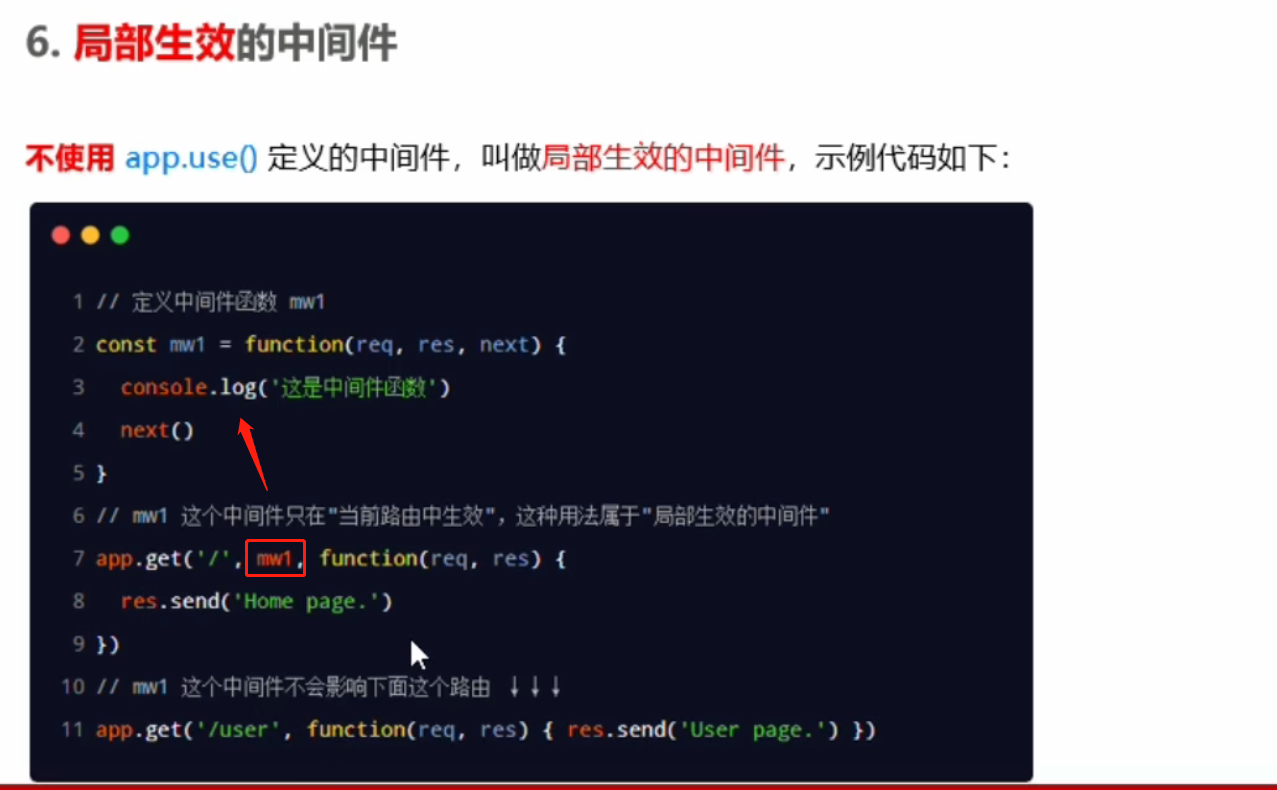 6. 局部生效的中间件
不使用 app.use() 定义的中间件，叫做局部生效的中间件，示例代码如下：
1 // 定义中间件函数 mw1
2 const mw1 = function(req, res, next) {
3   console.log('这是中间件函数')
4   next()
5 }
6 // mw1 这个中间件只在"当前路由中生效"，这种用法属于"局部生效的中间件"
7 app.get('/', mw1, function(req, res) {
8   res.send('Home page.')
9 })
10 // mw1 这个中间件不会影响下面这个路由 ↓↓↓
11 app.get('/user', function(req, res) { res.send('User page.') })